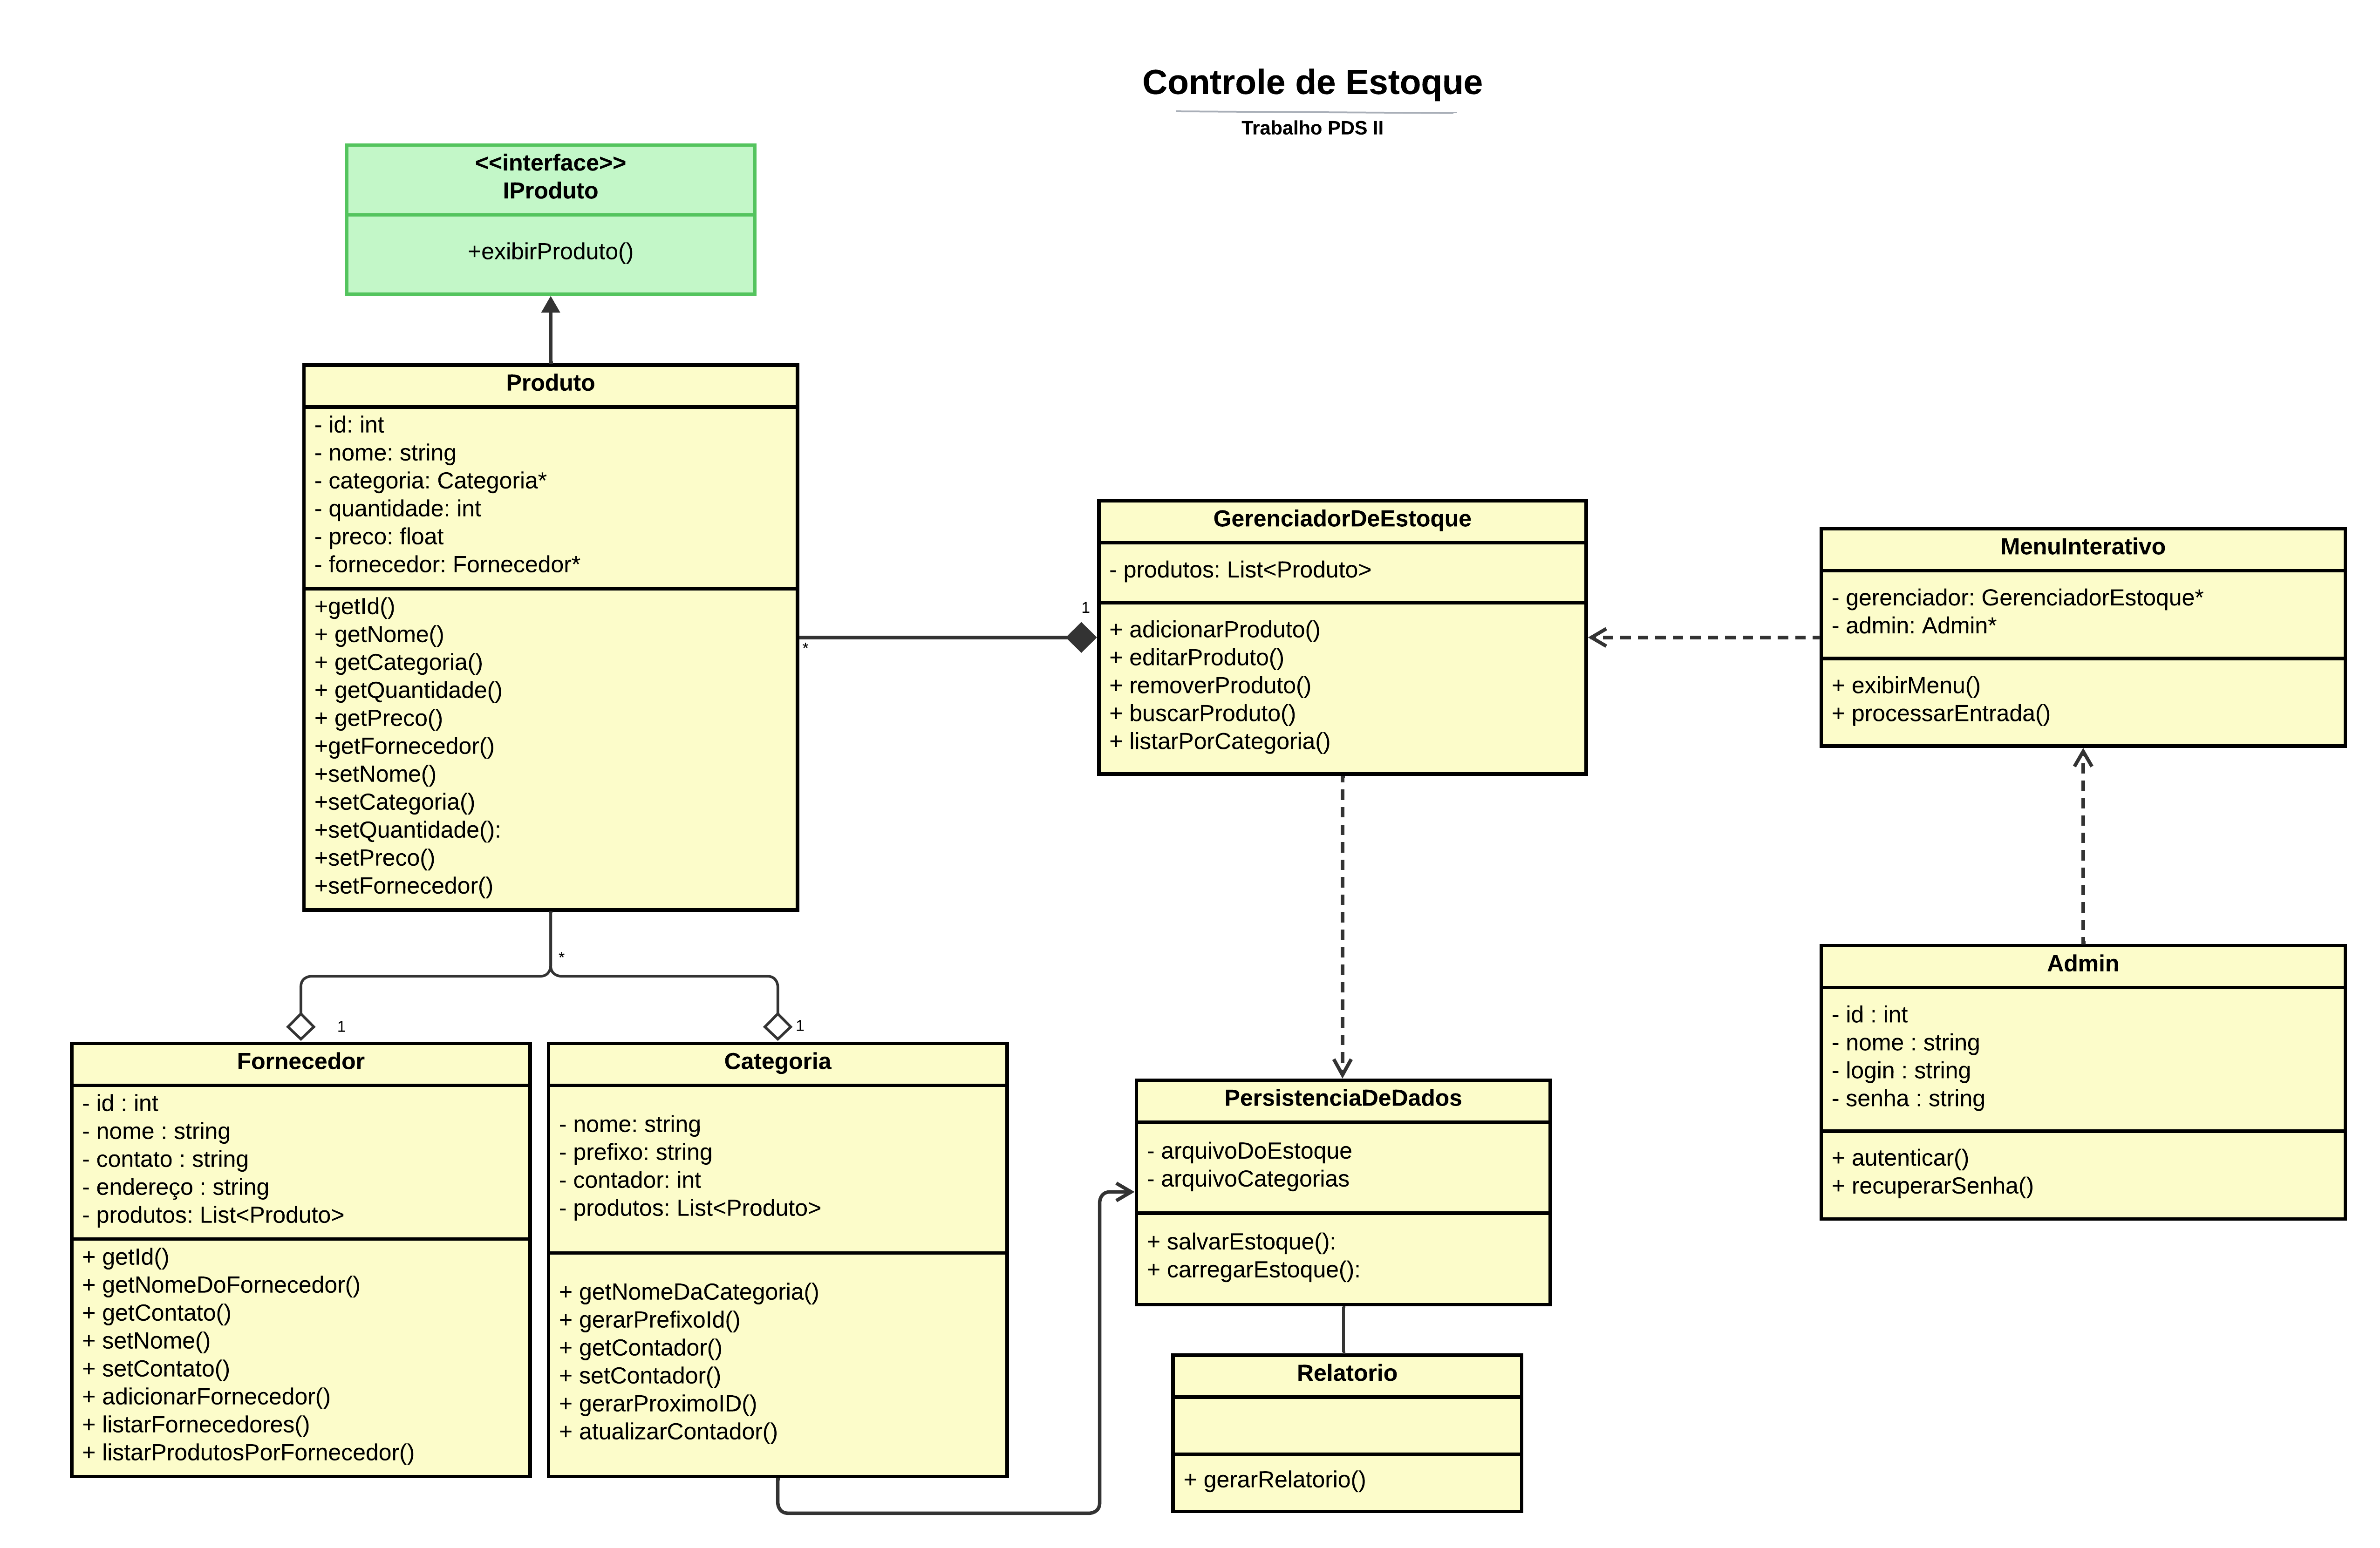 Controle de Estoque
Trabalho PDS II
<<interface>>
IProduto
+exibirProduto()
Produto
- id: int
- nome: string
- categoria: Categoria*
- quantidade: int
- preco: float
- fornecedor: Fornecedor*
+getId()
+ getNome()
+ getCategoria()
+ getQuantidade()
+ getPreco()
+getFornecedor()
+setNome()
+setCategoria()
+setQuantidade():
+setPreco()
+setFornecedor()
*
1
GerenciadorDeEstoque
- produtos: List<Produto>
+ adicionarProduto()
+ editarProduto()
+ removerProduto()
+ buscarProduto()
+ listarPorCategoria()
MenuInterativo
- gerenciador: GerenciadorEstoque*
- admin: Admin*
+ exibirMenu()
+ processarEntrada()
*
1
1
Fornecedor
- id : int
- nome : string
- contato : string
- endereço : string
- produtos: List<Produto>
+ getId()
+ getNomeDoFornecedor()
+ getContato()
+ setNome()
+ setContato()
+ adicionarFornecedor()
+ listarFornecedores()
+ listarProdutosPorFornecedor()
Categoria
- nome: string
- prefixo: string
- contador: int
- produtos: List<Produto>
+ getNomeDaCategoria()
+ gerarPrefixoId()
+ getContador()
+ setContador()
+ gerarProximoID()
+ atualizarContador()
PersistenciaDeDados
- arquivoDoEstoque
- arquivoCategorias
+ salvarEstoque():
+ carregarEstoque():
Relatorio
+ gerarRelatorio()
Admin
- id : int
- nome : string
- login : string
- senha : string
+ autenticar()
+ recuperarSenha()